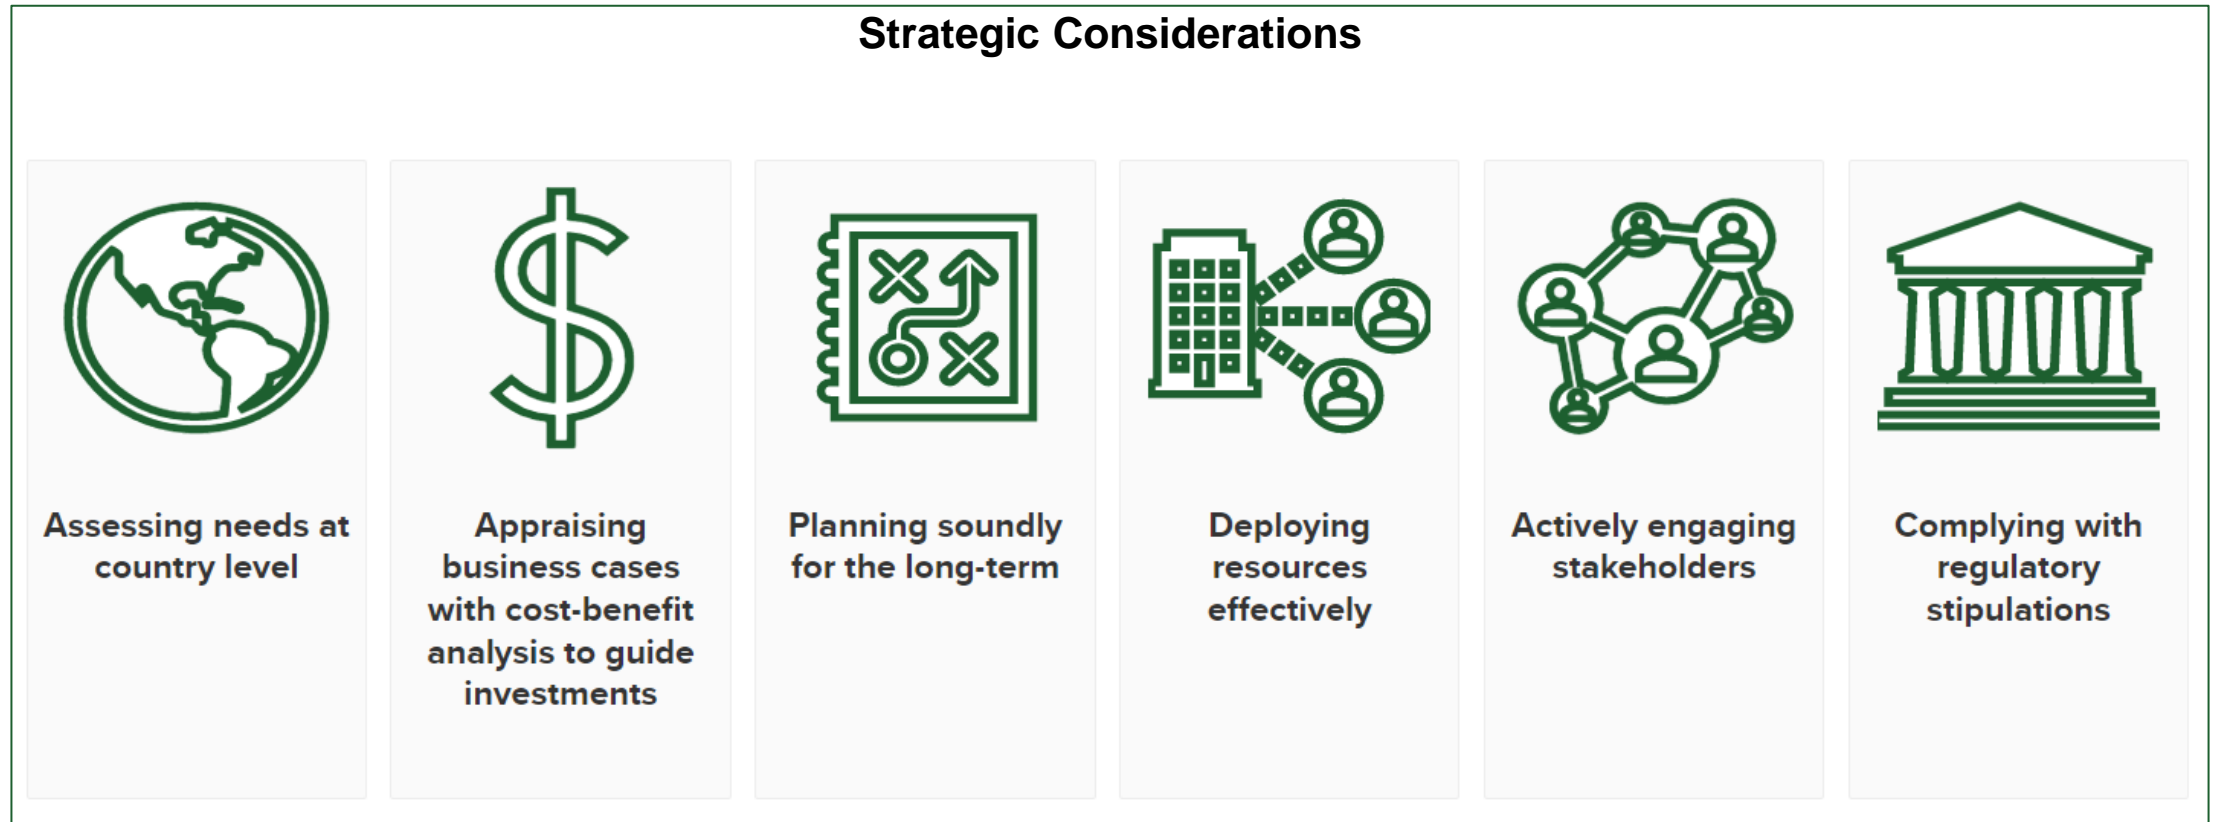 Strategic Considerations
Assessing needs at
country level
Appraising
business cases
with cost-benefit
analysis to guide
investments
Planning soundly
for the long-term
Deploying
resources
effectively
Actively engaging
stakeholders
Complying with
regulatory
stipulations